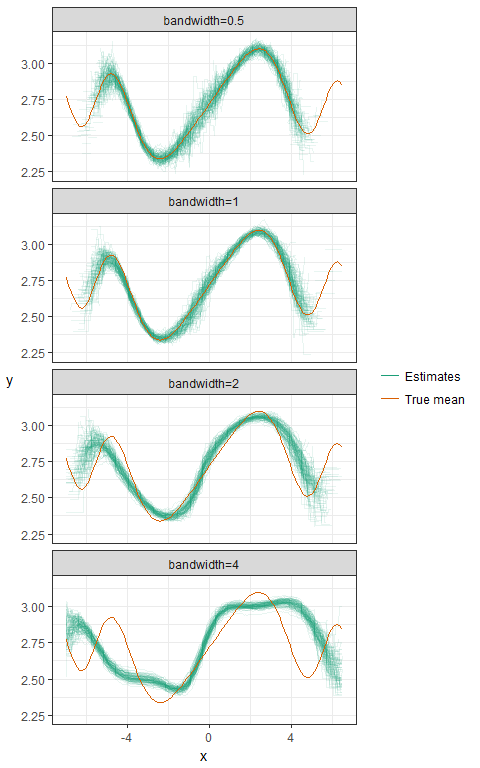 bandwidth=0.5
3.00
2.75
2.50
2.25
bandwidth=1
3.00
2.75
2.50
2.25
y
Estimates
True mean
bandwidth=2
3.00
2.75
2.50
2.25
bandwidth=4
3.00
2.75
2.50
2.25
-4 0 4
x